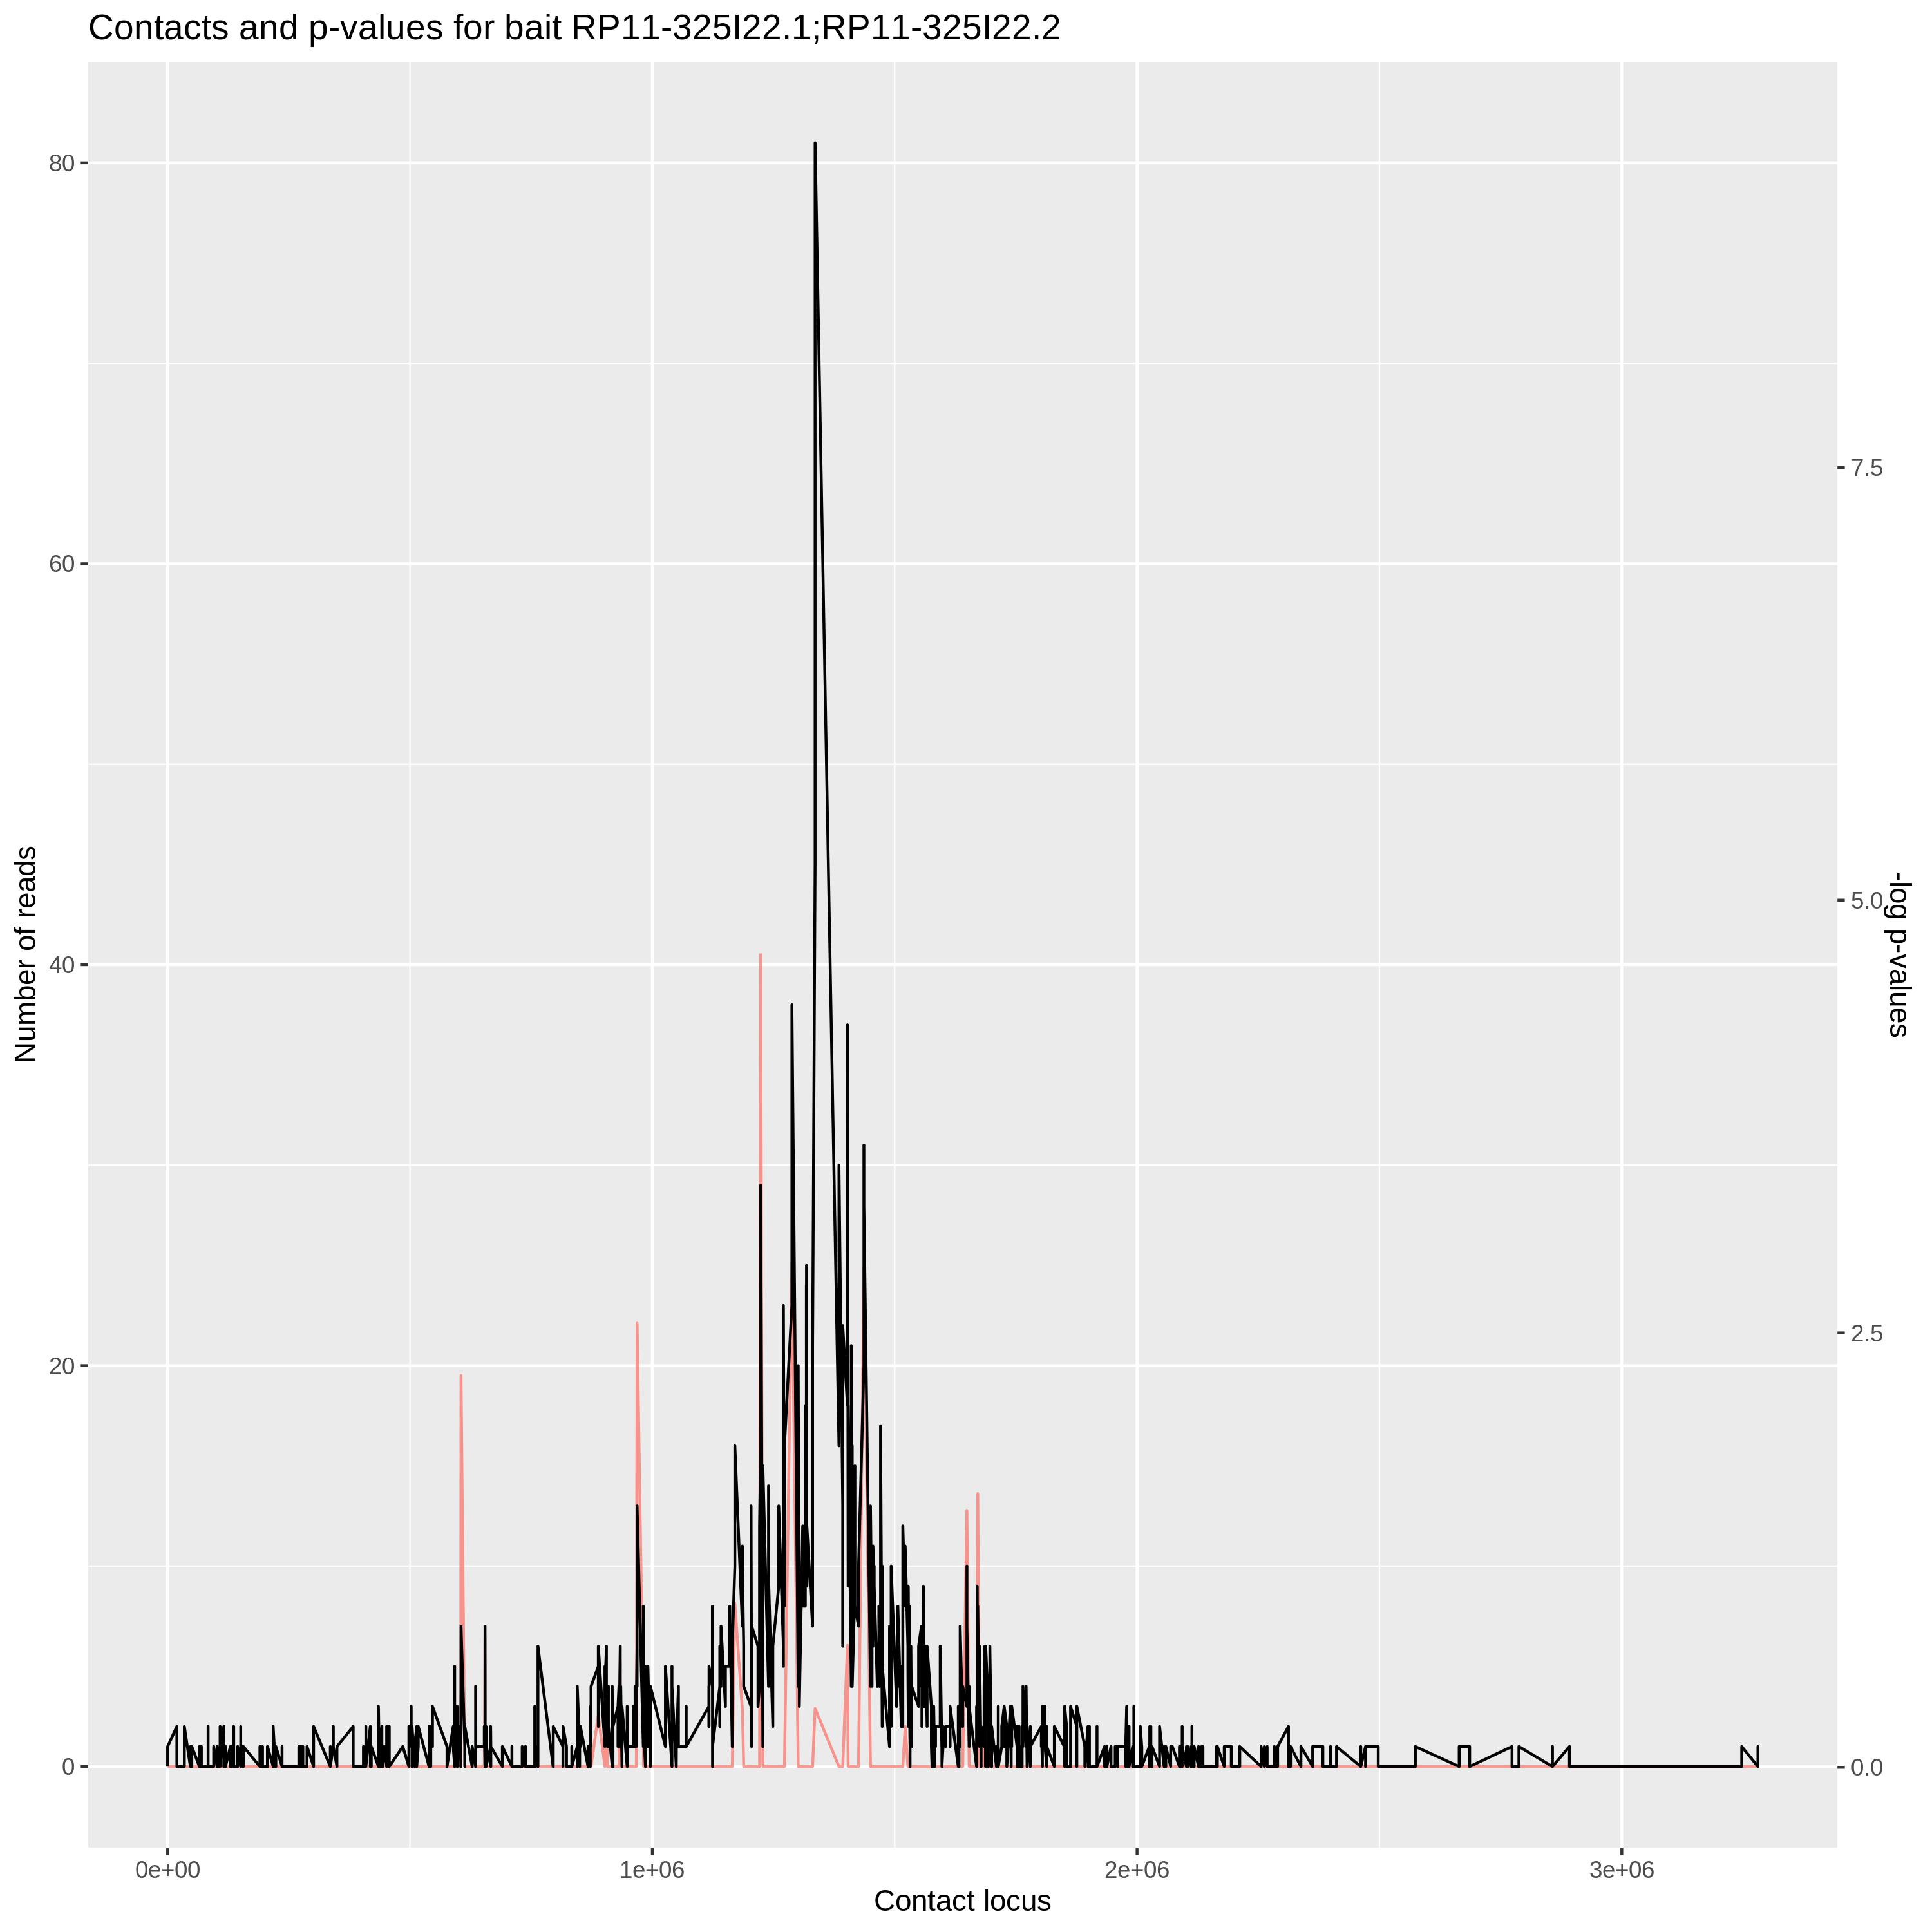 Contacts and p-values for bait RP11-325I22.1;RP11-325I22.2
80
60
40
20
0
Number of reads
7.5
5.0
2.5
0.0
-log p-values
0e+00
1e+06
2e+06
3e+06
Contact locus